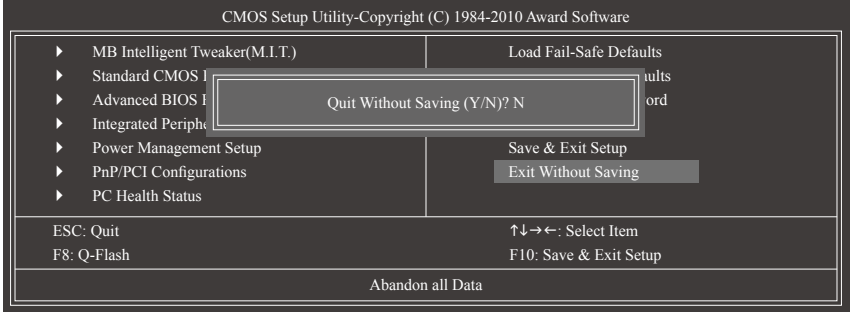 CMOS Setup Utility-Copyright (C) 1984-2010 Award Software
MB Intelligent Tweaker(M.I.T.)
Load Fail-Safe Defaults
Standard CMOS
Advanced BIOS
Integrated
Quit Without Saving (Y/N)? N
Power Management Setup
Save & Exit Setup
PnP/PCI Configurations
Exit Without Saving
PC Health Status
ESC: Quit
↑↓→←: Select Item
F8: Q-Flash
F10: Save & Exit Setup
Abandon all Data